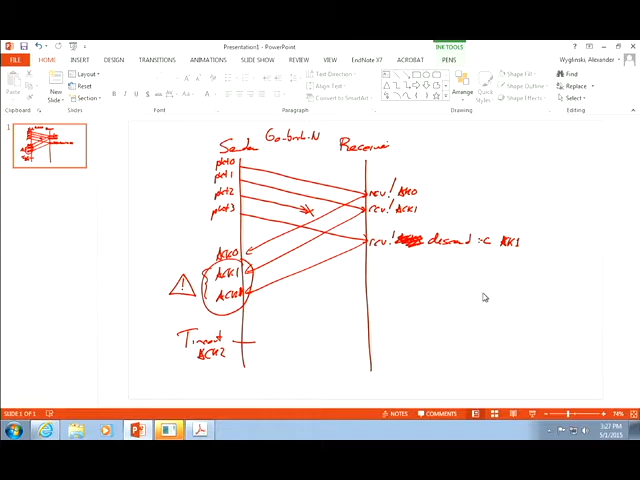 Presentation1 - PowerPoint
INK TOOLS
FILE HOME INSERT DESIGN TRANSITIONS ANIMATIONS SLIDE SHOW REVIEW VIEW EndNote X7 ACROBAT PENS
Wyglinski, Alexander
Paste
New Slide
Layout
Reset
Section
Text Direction
Align Text
Convert to SmartArt
Arrange
Quick Styles
Shape Fill
Shape Outline
Shape Effects
Find
Replace
Select
Clipboard
Slides
Font
Paragraph
Drawing
Editing
1
Go-back-N
Sender Receiver
pkt0
pkt1
pkt2
pkt3
rcv! ACK0
rcv! ACK1
rcv! discard ACK1
ACK0
ACK1
!
Timeout
ACK2
SLIDE 1 OF 1
NOTES
COMMENTS
74%
3:27 PM
5/1/2015